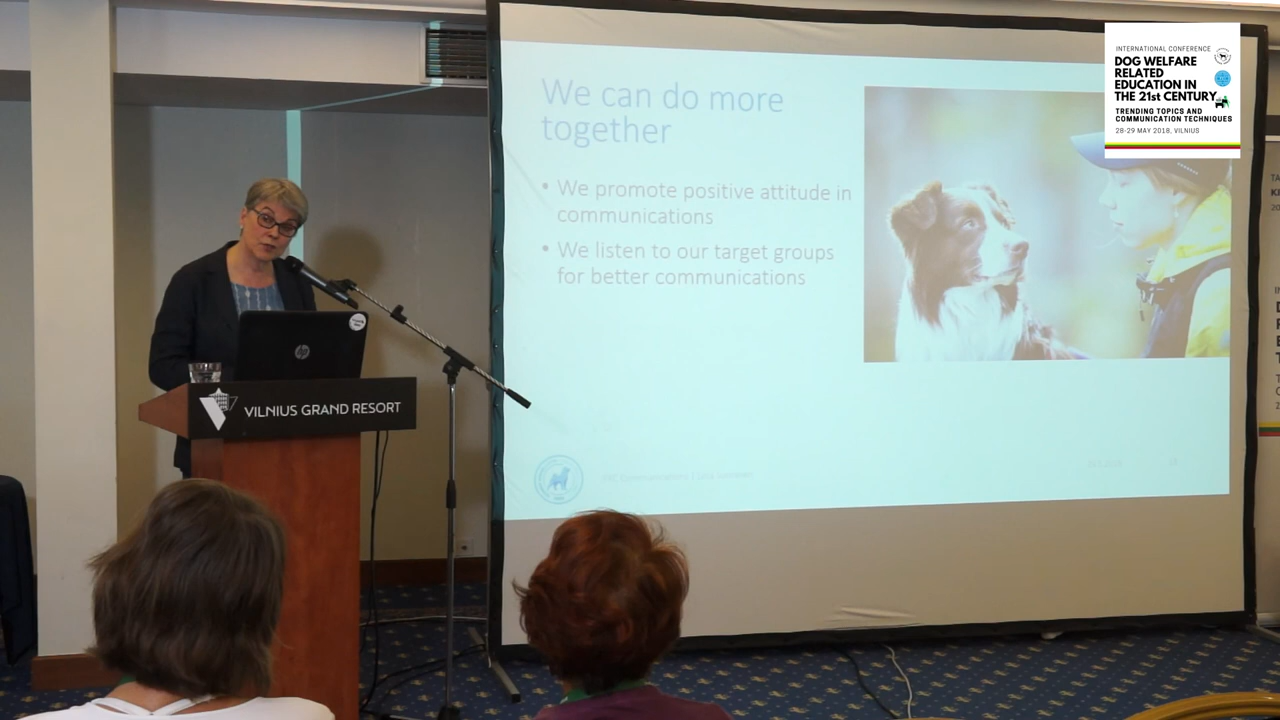 INTERNATIONAL CONFERENCE
DOG WELFARE
RELATED
EDUCATION IN
THE 21st CENTURY
TRENDING TOPICS AND
COMMUNICATION TECHNIQUES
28-29 MAY 2018, VILNIUS
We can do more
together
• We promote positive attitude in
communications
• We listen to our target groups
for better communications
hp
VILNIUS GRAND RESORT